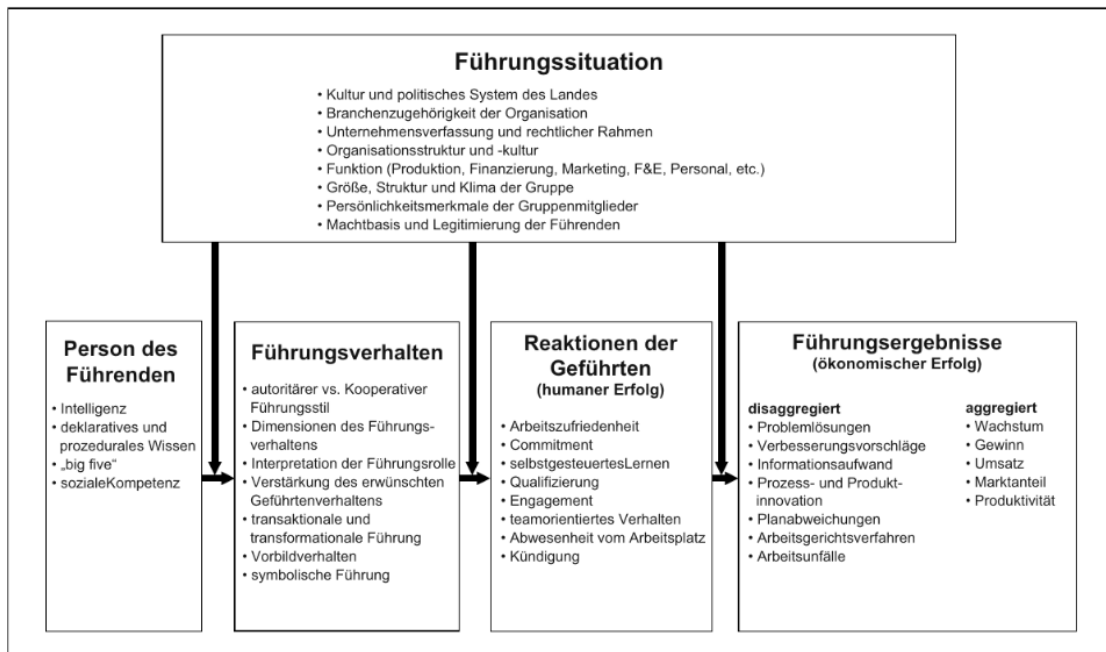 Führungssituation
• Kultur und politisches System des Landes
• Branchenzugehörigkeit der Organisation
• Unternehmensverfassung und rechtlicher Rahmen
• Organisationsstruktur und -kultur
• Funktion (Produktion, Finanzierung, Marketing, F&E, Personal, etc.)
• Größe, Struktur und Klima der Gruppe
• Persönlichkeitsmerkmale der Gruppenmitglieder
• Machtbasis und Legitimierung der Führenden
Person des
Führenden
• Intelligenz
• deklaratives und
prozedurales Wissen
• „big five“
• sozialeKompetenz
Führungsverhalten
• autoritärer vs. Kooperativer
Führungsstil
• Dimensionen des Führungs-
verhaltens
• Interpretation der Führungsrolle
• Verstärkung des erwünschten
Geführtenverhaltens
• transaktionale und
transformationale Führung
• Vorbildverhalten
• symbolische Führung
Reaktionen der
Geführten
(humaner Erfolg)
• Arbeitszufriedenheit
• Commitment
• selbstgesteuertesLernen
• Qualifizierung
• Engagement
• teamorientiertes Verhalten
• Abwesenheit vom Arbeitsplatz
• Kündigung
Führungsergebnisse
(ökonomischer Erfolg)
disaggregiert
• Problemlösungen
• Verbesserungsvorschläge
• Informationsaufwand
• Prozess- und Produkt-
innovation
• Planabweichungen
• Arbeitsgerichtsverfahren
• Arbeitsunfälle
aggregiert
• Wachstum
• Gewinn
• Umsatz
• Marktanteil
• Produktivität